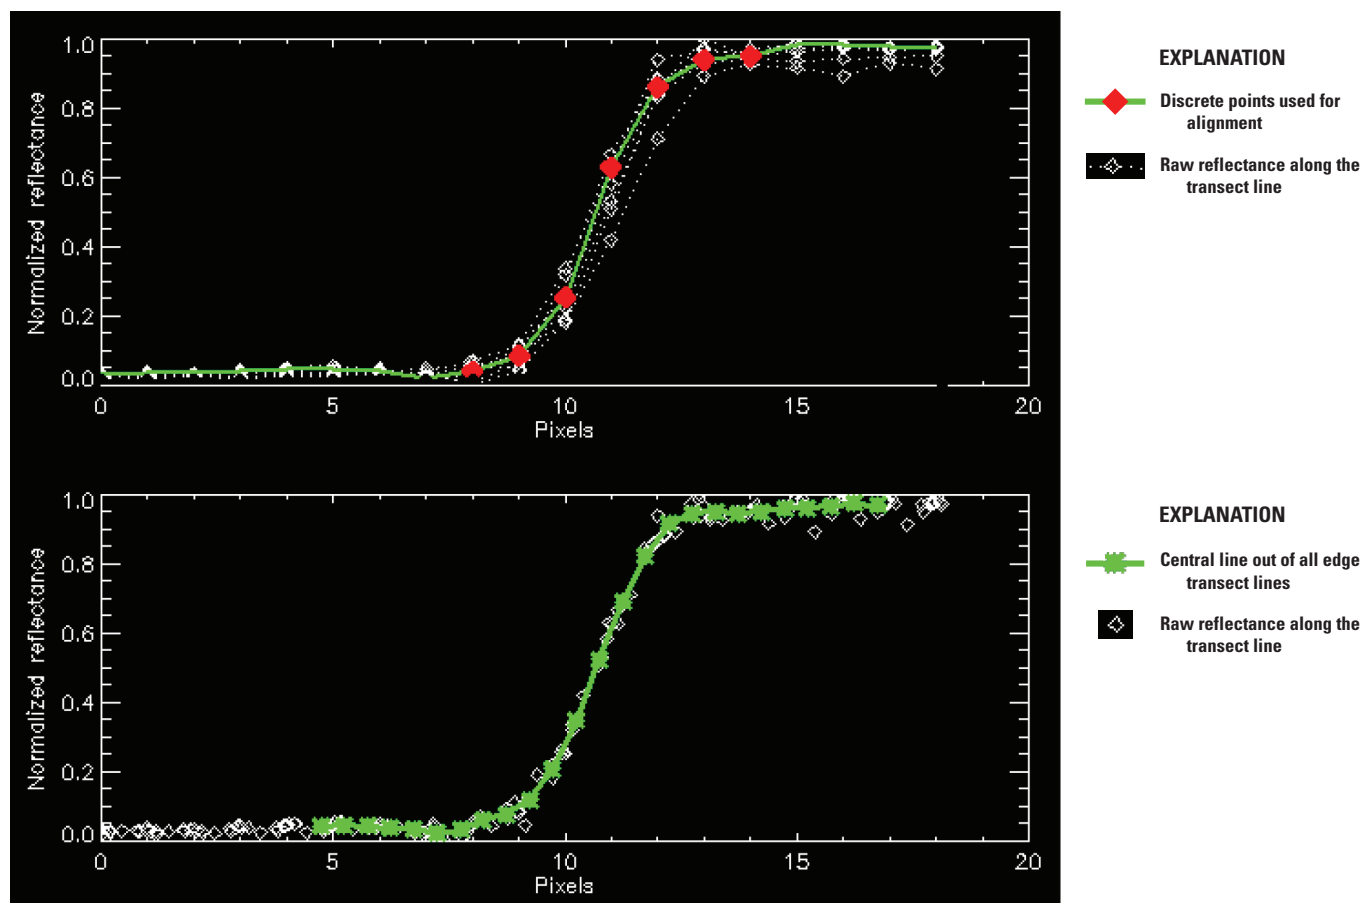 1.0
0.8
0.6
0.4
0.2
0.0
Normalized reflectance
0 5 10 15 20
Pixels
EXPLANATION
Discrete points used for
alignment
Raw reflectance along the
transect line
1.0
0.8
0.6
0.4
0.2
0.0
Normalized reflectance
0 5 10 15 20
Pixels
EXPLANATION
Central line out of all edge
transect lines
Raw reflectance along the
transect line